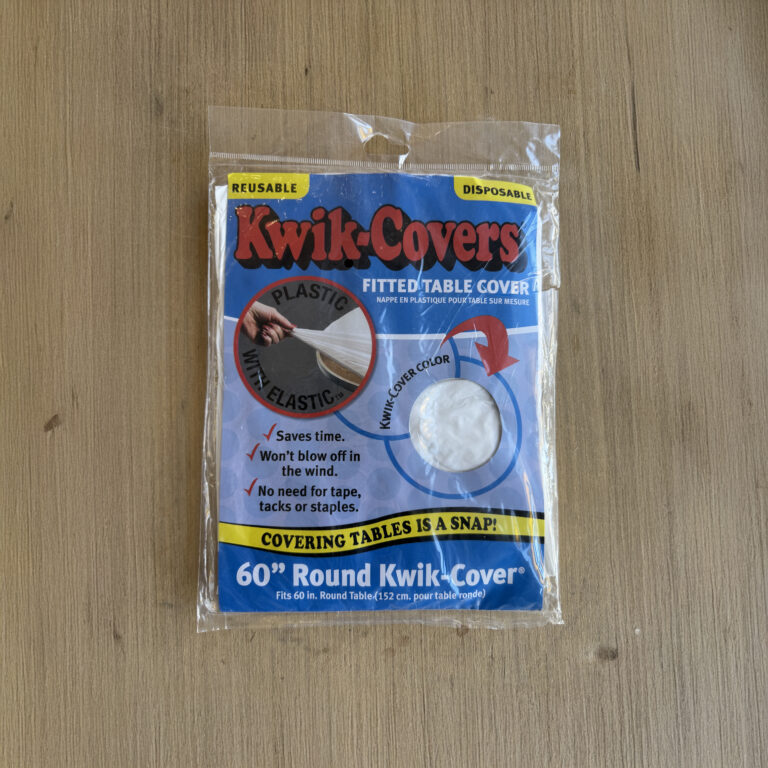 REUSABLE
DISPOSABLE
Kwik-Covers
FITTED TABLE COVER
NAPPE EN PLASTIQUE POUR TABLE SUR MESURE
PLASTIC
WITH ELASTIC™
KWIK-COVER COLOR
✓Saves time.
✓Won't blow off in
the wind.
✓No need for tape,
tacks or staples.
COVERING TABLES IS A SNAP!
60” Round Kwik-Cover®
Fits 60 in. Round Table-(152 cm. pour table ronde)